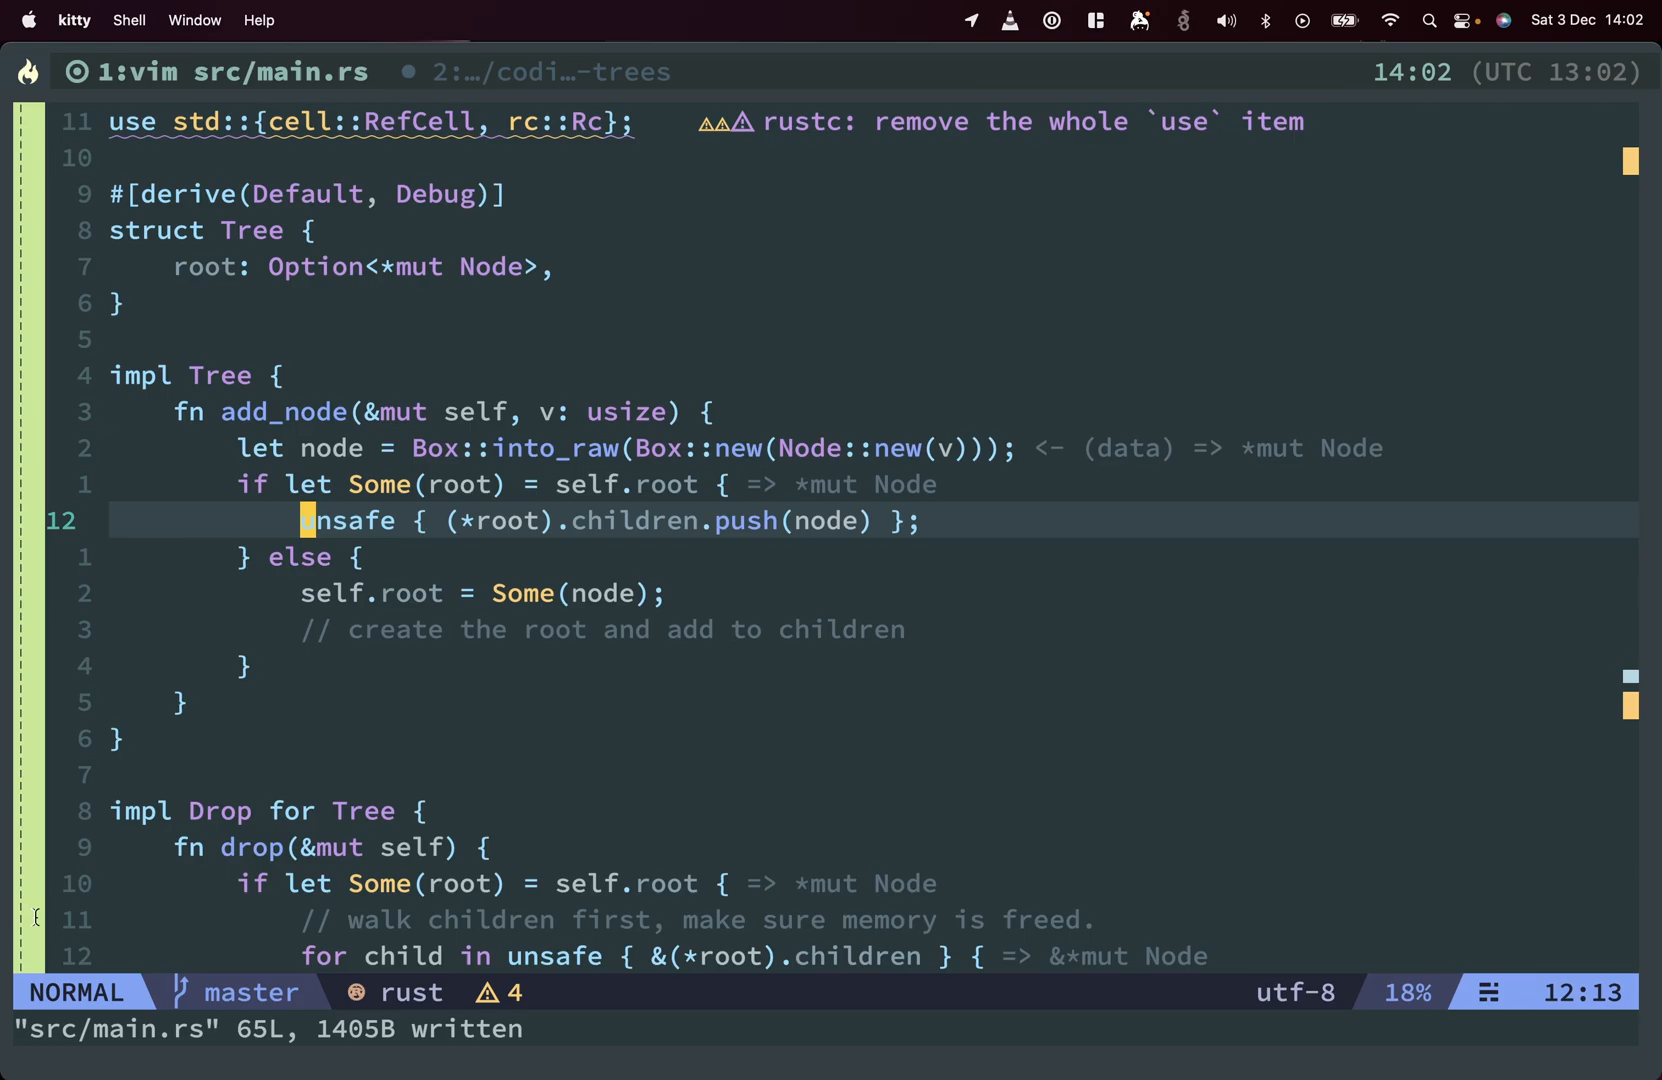 kitty Shell Window Help Sat 3 Dec 14:02
1:vim src/main.rs 2:…/codi…-trees 14:02 (UTC 13:02)
11 use std::{cell::RefCell, rc::Rc}; rustc: remove the whole `use` item
10
9 #[derive(Default, Debug)]
8 struct Tree {
7 root: Option<*mut Node>,
6 }
5
4 impl Tree {
3 fn add_node(&mut self, v: usize) {
2 let node = Box::into_raw(Box::new(Node::new(v))); <- (data) => *mut Node
1 if let Some(root) = self.root { => *mut Node
12 unsafe { (*root).children.push(node) };
1 } else {
2 self.root = Some(node);
3 // create the root and add to children
4 }
5 }
6 }
7
8 impl Drop for Tree {
9 fn drop(&mut self) {
10 if let Some(root) = self.root { => *mut Node
11 // walk children first, make sure memory is freed.
12 for child in unsafe { &(*root).children } { => &*mut Node
NORMAL master rust 4 utf-8 18% 12:13
"src/main.rs" 65L, 1405B written